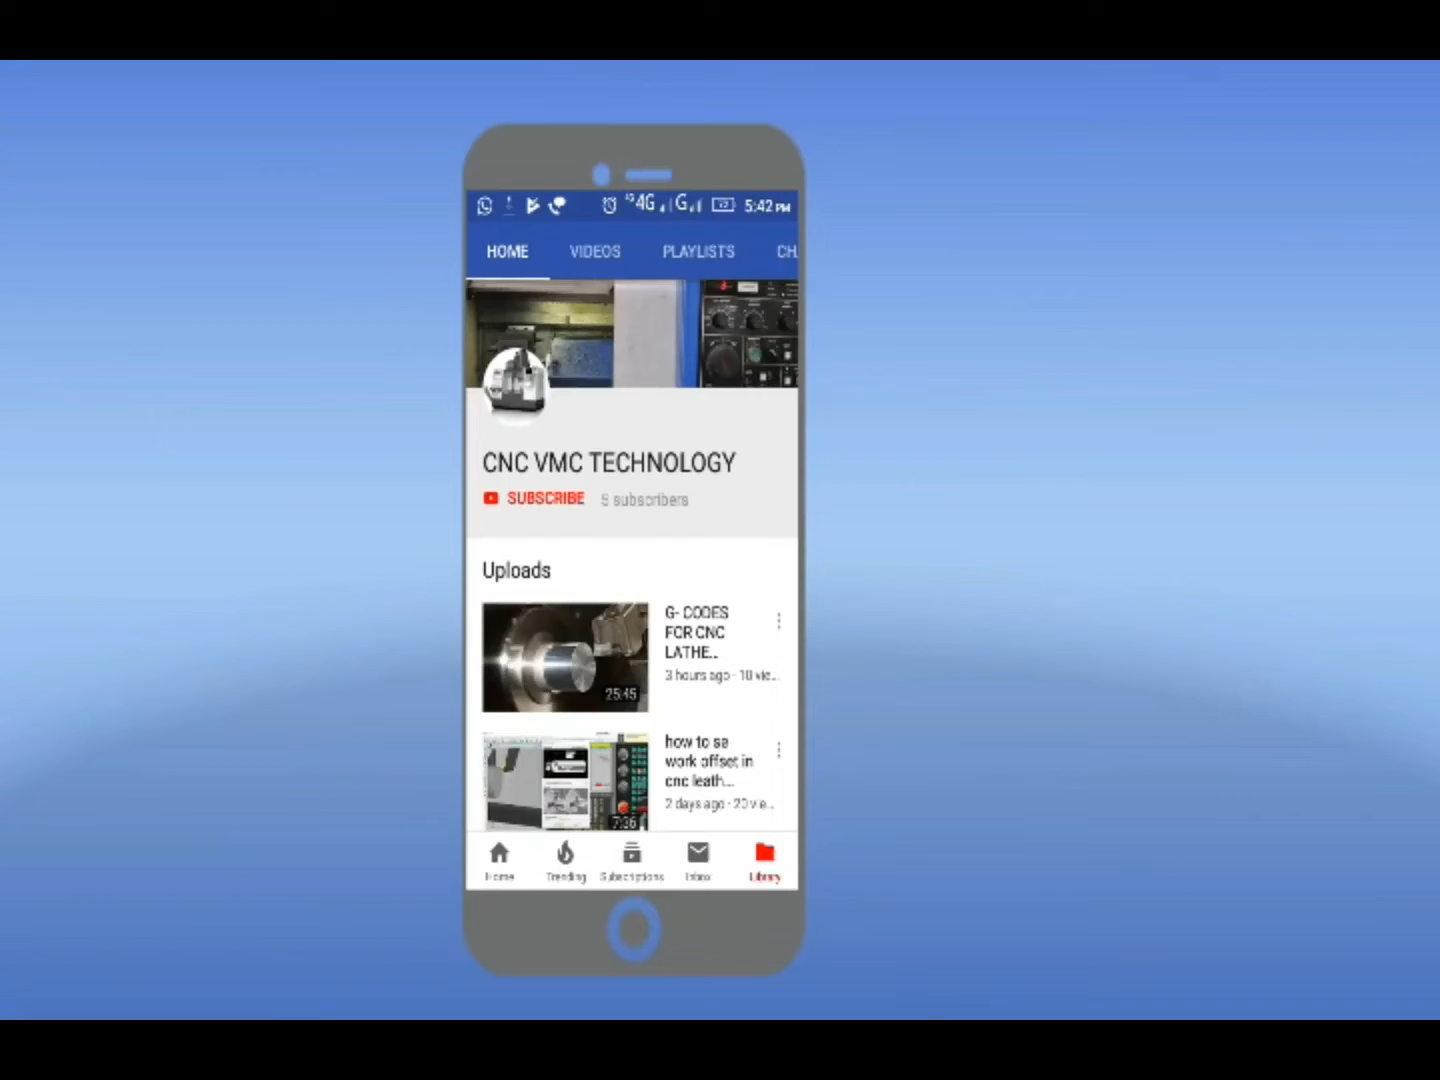 4G G 5:42 PM
HOME VIDEOS PLAYLISTS CH
CNC VMC TECHNOLOGY
SUBSCRIBE 5 subscribers
Uploads
G- CODES
FOR CNC
LATHE...
3 hours ago · 10 vie...
25:45
how to se
work offset in
cnc leath...
2 days ago · 20 vie...
7:36
Home Trending Subscriptions Inbox Library